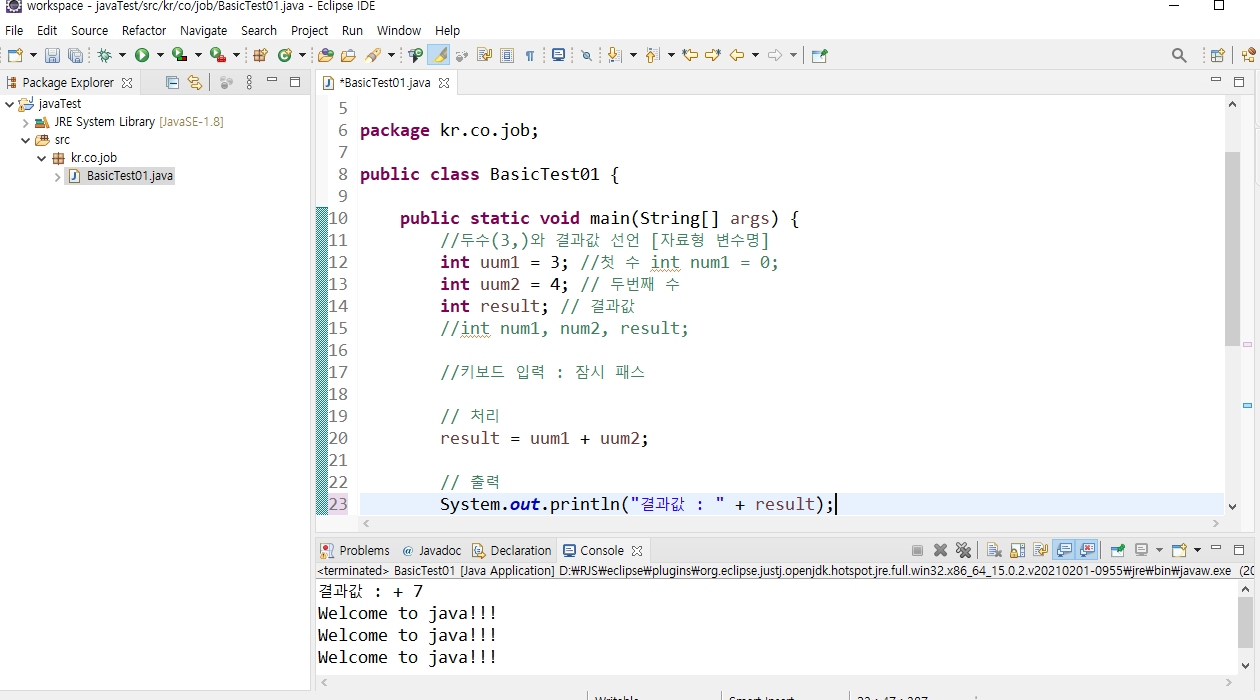 workspace - javaTest/src/kr/co/job/BasicTest01.java - Eclipse IDE
File Edit Source Refactor Navigate Search Project Run Window Help
Package Explorer
*BasicTest01.java
javaTest
JRE System Library [JavaSE-1.8]
src
kr.co.job
BasicTest01.java
5
6 package kr.co.job;
7
8 public class BasicTest01 {
9
10 public static void main(String[] args) {
11 //두수(3,)와 결과값 선언 [자료형 변수명]
12 int uum1 = 3; //첫 수 int num1 = 0;
13 int uum2 = 4; // 두번째 수
14 int result; // 결과값
15 //int num1, num2, result;
16
17 //키보드 입력 : 잠시 패스
18
19 // 처리
20 result = uum1 + uum2;
21
22 // 출력
23 System.out.println("결과값 : " + result);
Problems @ Javadoc Declaration Console
<terminated> BasicTest01 [Java Application] D:₩RJS₩eclipse₩plugins₩org.eclipse.justj.openjdk.hotspot.jre.full.win32.x86_64_15.0.2.v20210201-0955₩jre₩bin₩javaw.exe (20
결과값 : + 7
Welcome to java!!!
Welcome to java!!!
Welcome to java!!!